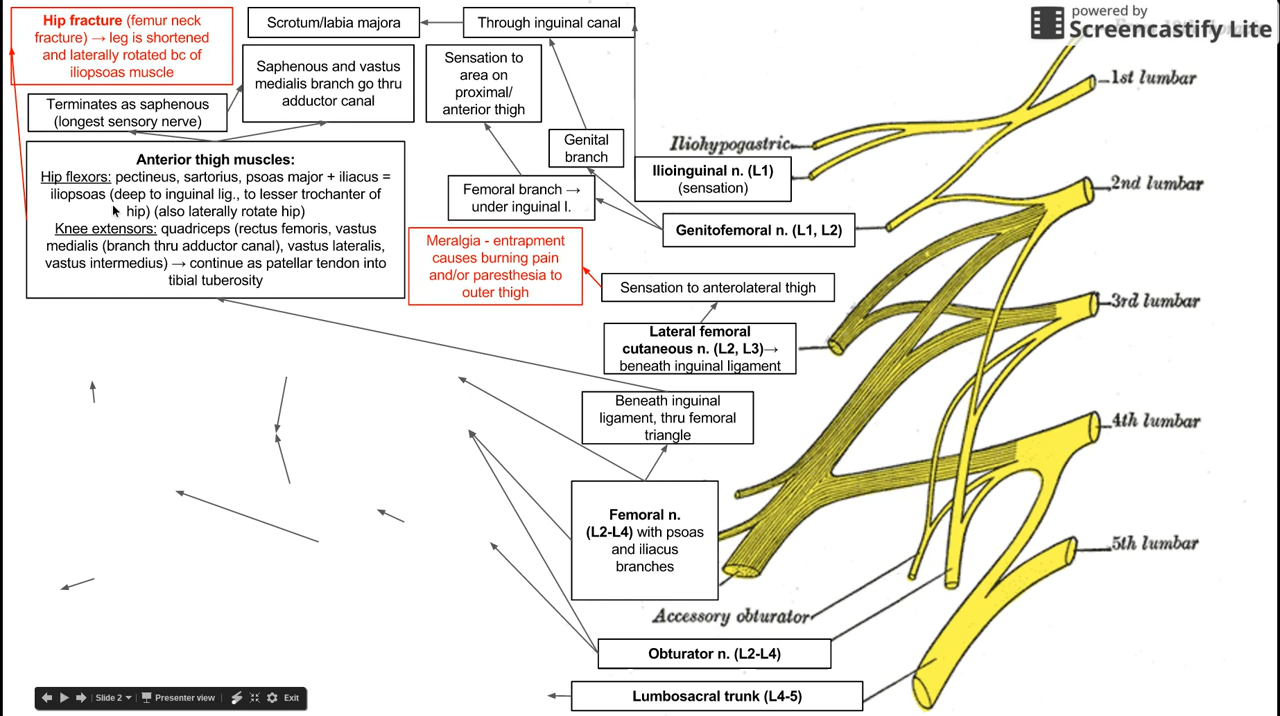 Hip fracture (femur neck
fracture) → leg is shortened
and laterally rotated bc of
iliopsoas muscle
Scrotum/labia majora
Through inguinal canal
powered by
Screencastify Lite
Saphenous and vastus
medialis branch go thru
adductor canal
Sensation to
area on
proximal/
anterior thigh
Terminates as saphenous
(longest sensory nerve)
1st lumbar
Genital
branch
Iliohypogastric
Anterior thigh muscles:
Hip flexors: pectineus, sartorius, psoas major + iliacus =
iliopsoas (deep to inguinal lig., to lesser trochanter of
hip) (also laterally rotate hip)
Knee extensors: quadriceps (rectus femoris, vastus
medialis (branch thru adductor canal), vastus lateralis,
vastus intermedius) → continue as patellar tendon into
tibial tuberosity
Ilioinguinal n. (L1)
(sensation)
2nd lumbar
Femoral branch →
under inguinal l.
Genitofemoral n. (L1, L2)
Meralgia - entrapment
causes burning pain
and/or paresthesia to
outer thigh
Sensation to anterolateral thigh
3rd lumbar
Lateral femoral
cutaneous n. (L2, L3)→
beneath inguinal ligament
Beneath inguinal
ligament, thru femoral
triangle
4th lumbar
Femoral n.
(L2-L4) with psoas
and iliacus
branches
5th lumbar
Accessory obturator
Obturator n. (L2-L4)
Lumbosacral trunk (L4-5)
Slide 2
Presenter view
Exit